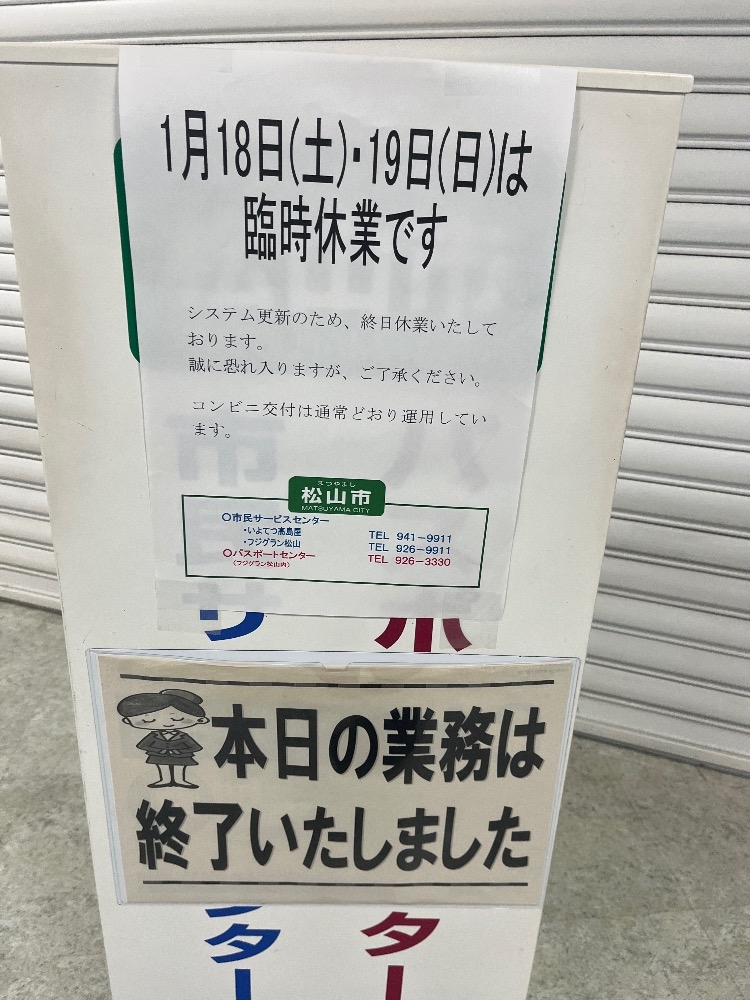 1月18日(土)・19日(日)は
臨時休業です
システム更新のため、終日休業いたして
おります。
誠に恐れ入りますが、ご了承ください。
コンビニ交付は通常どおり運用してい
ます。
まつやまし
松山市
MATSUYAMA CITY
○市民サービスセンター
・いよてつ髙島屋 TEL 941-9911
・フジグラン松山 TEL 926-9911
○パスポートセンター TEL 926-3330
(フジグラン松山内)
本日の業務は
終了いたしました
ター
ター